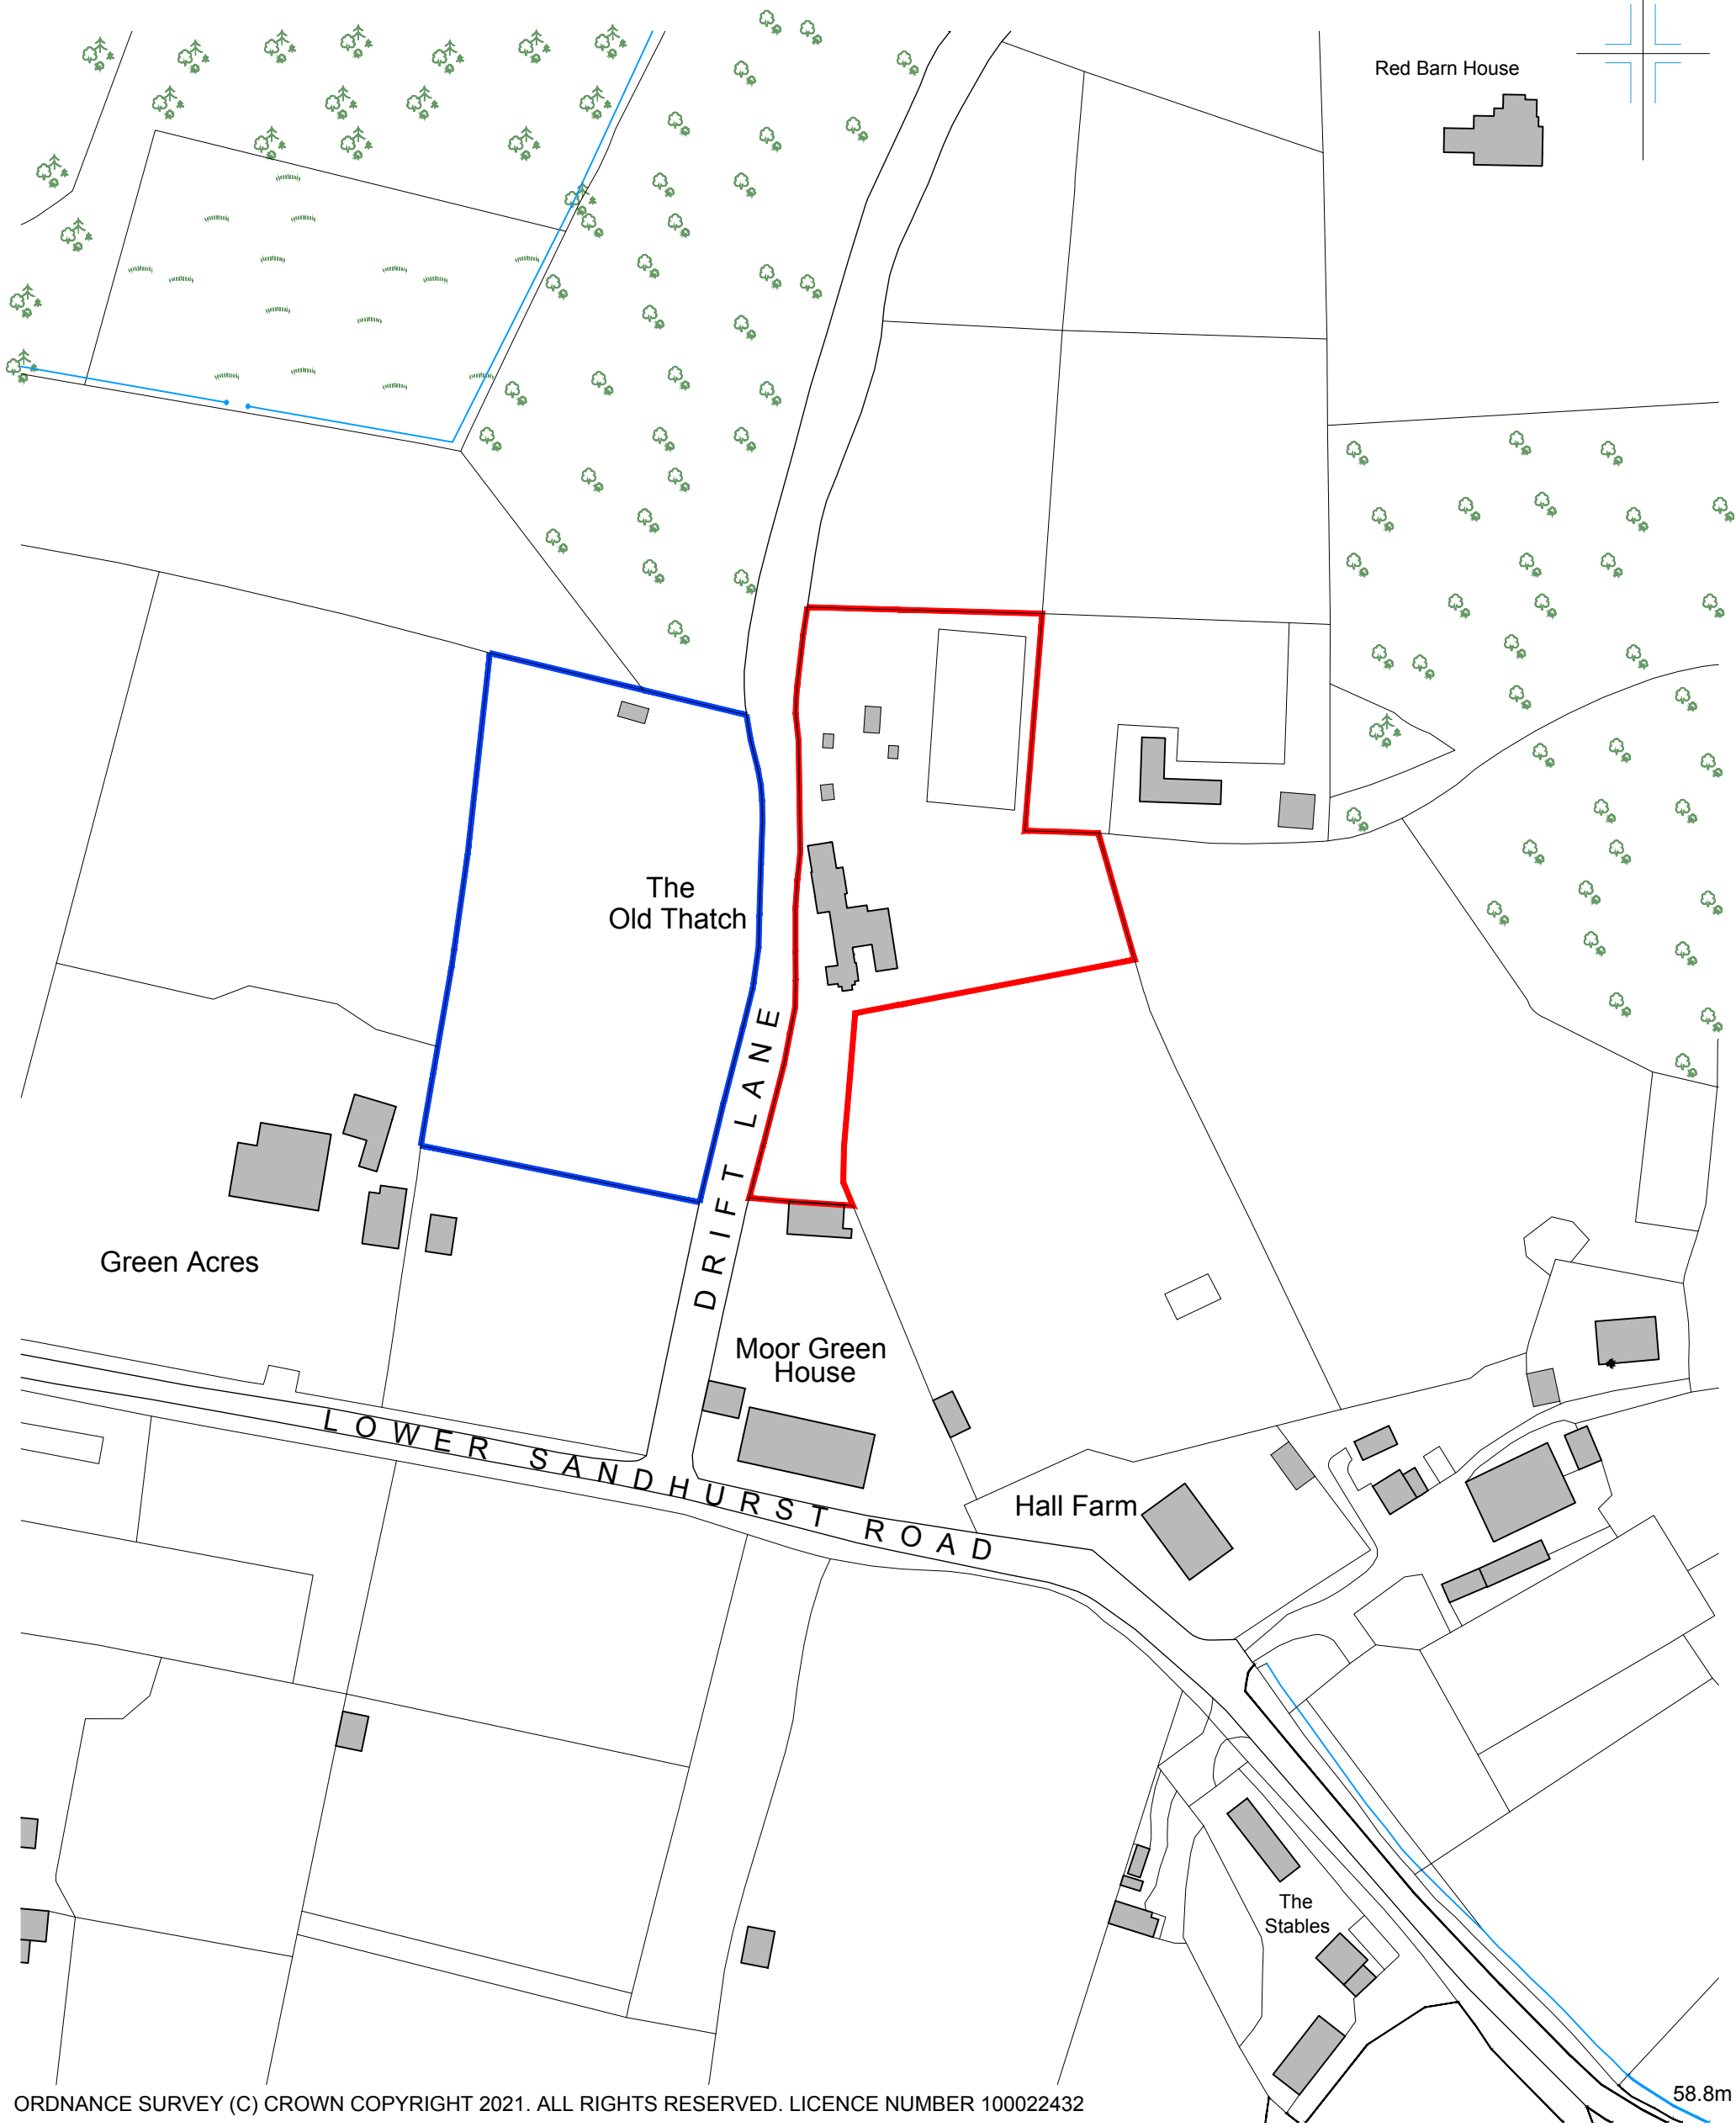 Red Barn House
The
Old Thatch
DRIFT LANE
Green Acres
Moor Green
House
LOWER SANDHURST ROAD
Hall Farm
The
Stables
58.8m
ORDNANCE SURVEY (C) CROWN COPYRIGHT 2021. ALL RIGHTS RESERVED. LICENCE NUMBER 100022432